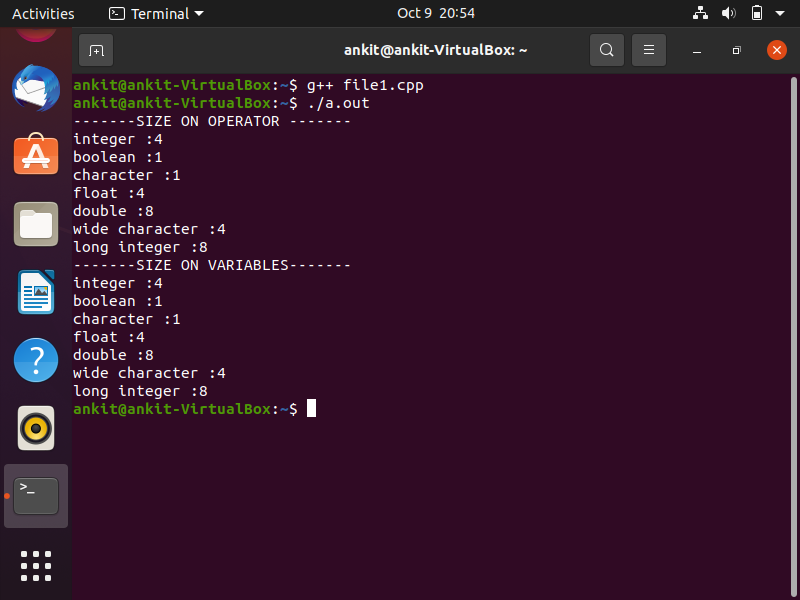 Activities Terminal Oct 9 20:54
ankit@ankit-VirtualBox: ~
ankit@ankit-VirtualBox:~$ g++ file1.cpp
ankit@ankit-VirtualBox:~$ ./a.out
-------SIZE ON OPERATOR -------
integer :4
boolean :1
character :1
float :4
double :8
wide character :4
long integer :8
-------SIZE ON VARIABLES-------
integer :4
boolean :1
character :1
float :4
double :8
wide character :4
long integer :8
ankit@ankit-VirtualBox:~$